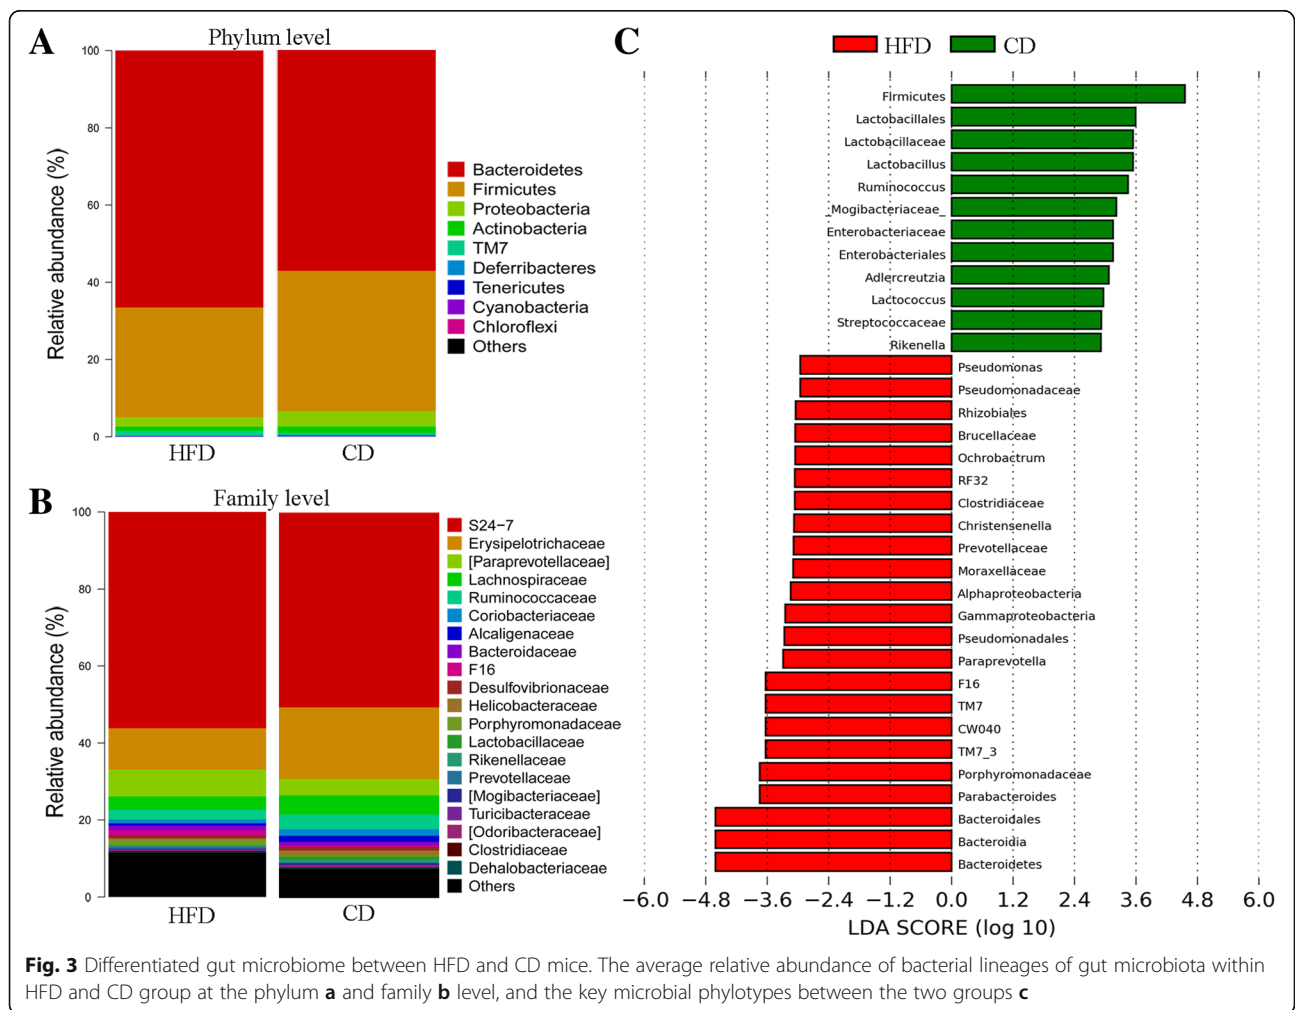 A
Phylum level
100
80
60
40
20
0
Relative abundance (%)
HFD
CD
Bacteroidetes
Firmicutes
Proteobacteria
Actinobacteria
TM7
Deferribacteres
Tenericutes
Cyanobacteria
Chloroflexi
Others
B
Family level
100
80
60
40
20
0
Relative abundance (%)
HFD
CD
S24−7
Erysipelotrichaceae
[Paraprevotellaceae]
Lachnospiraceae
Ruminococcaceae
Coriobacteriaceae
Alcaligenaceae
Bacteroidaceae
F16
Desulfovibrionaceae
Helicobacteraceae
Porphyromonadaceae
Lactobacillaceae
Rikenellaceae
Prevotellaceae
[Mogibacteriaceae]
Turicibacteraceae
[Odoribacteraceae]
Clostridiaceae
Dehalobacteriaceae
Others
C
HFD
CD
Firmicutes
Lactobacillales
Lactobacillaceae
Lactobacillus
Ruminococcus
_Mogibacteriaceae_
Enterobacteriaceae
Enterobacteriales
Adlercreutzia
Lactococcus
Streptococcaceae
Rikenella
Pseudomonas
Pseudomonadaceae
Rhizobiales
Brucellaceae
Ochrobactrum
RF32
Clostridiaceae
Christensenella
Prevotellaceae
Moraxellaceae
Alphaproteobacteria
Gammaproteobacteria
Pseudomonadales
Paraprevotella
F16
TM7
CW040
TM7_3
Porphyromonadaceae
Parabacteroides
Bacteroidales
Bacteroidia
Bacteroidetes
−6.0 −4.8 −3.6 −2.4 −1.2 0.0 1.2 2.4 3.6 4.8 6.0
LDA SCORE (log 10)
Fig. 3 Differentiated gut microbiome between HFD and CD mice. The average relative abundance of bacterial lineages of gut microbiota within
HFD and CD group at the phylum a and family b level, and the key microbial phylotypes between the two groups c